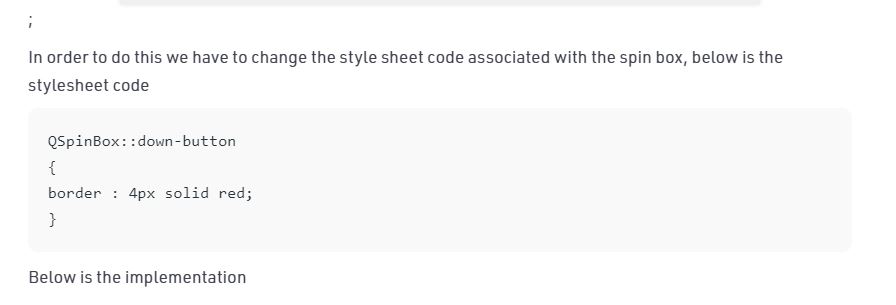 ;
In order to do this we have to change the style sheet code associated with the spin box, below is the
stylesheet code
QSpinBox::down-button
{
border : 4px solid red;
}
Below is the implementation